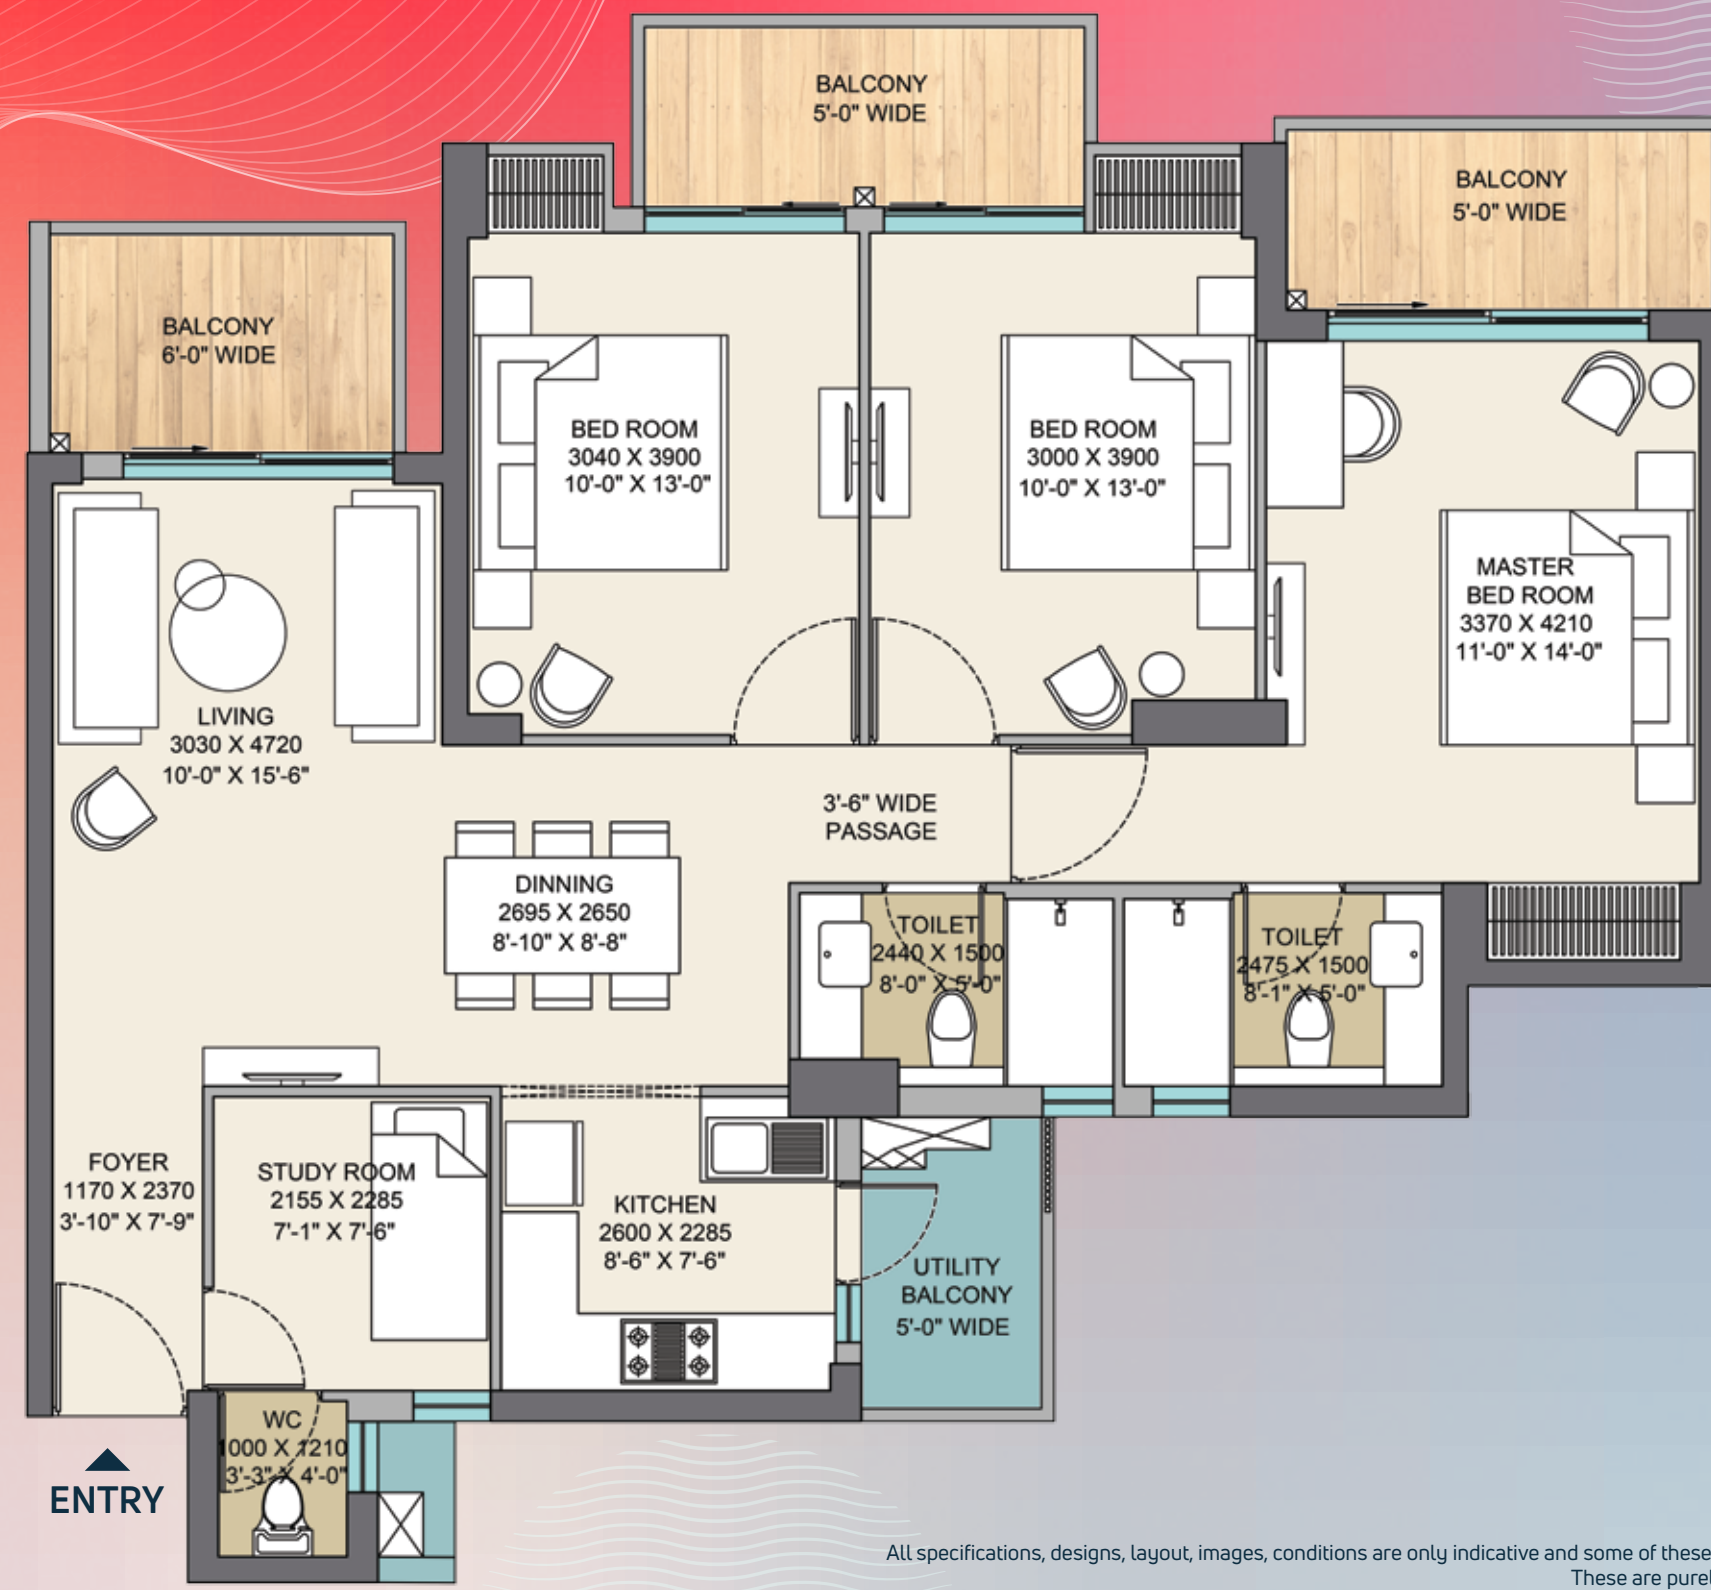 BALCONY
5'-0" WIDE
BALCONY
5'-0" WIDE
BALCONY
6'-0" WIDE
BED ROOM
3040 X 3900
10'-0" X 13'-0"
BED ROOM
3000 X 3900
10'-0" X 13'-0"
MASTER
BED ROOM
3370 X 4210
11'-0" X 14'-0"
LIVING
3030 X 4720
10'-0" X 15'-6"
3'-6" WIDE
PASSAGE
DINNING
2695 X 2650
8'-10" X 8'-8"
TOILET
2440 X 1500
8'-0" X 5'-0"
TOILET
2475 X 1500
8'-1" X 5'-0"
FOYER
1170 X 2370
3'-10" X 7'-9"
STUDY ROOM
2155 X 2285
7'-1" X 7'-6"
KITCHEN
2600 X 2285
8'-6" X 7'-6"
UTILITY
BALCONY
5'-0" WIDE
WC
1000 X 1210
3'-3" X 4'-0"
ENTRY
All specifications, designs, layout, images, conditions are only indicative and some of these
These are